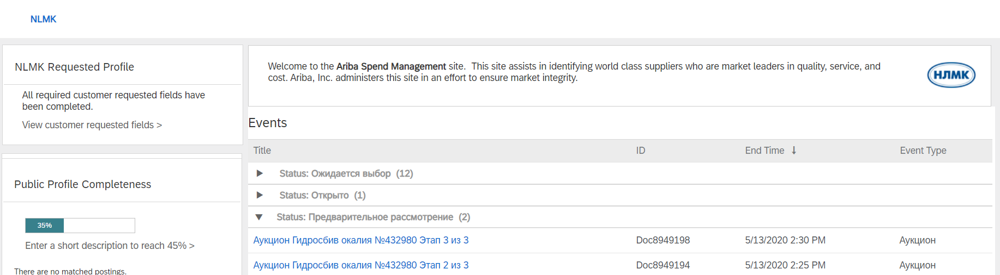 NLMK
NLMK Requested Profile
All required customer requested fields have
been completed.
View customer requested fields >
Public Profile Completeness
35%
Enter a short description to reach 45% >
There are no matched postings.
Welcome to the Ariba Spend Management site. This site assists in identifying world class suppliers who are market leaders in quality, service, and
cost. Ariba, Inc. administers this site in an effort to ensure market integrity.
НЛМК
Events
Title ID End Time ↓ Event Type
Status: Ожидается выбор (12)
Status: Открыто (1)
Status: Предварительное рассмотрение (2)
Аукцион Гидросбив окалия №432980 Этап 3 из 3 Doc8949198 5/13/2020 2:30 PM Аукцион
Аукцион Гидросбив окалия №432980 Этап 2 из 3 Doc8949194 5/13/2020 2:25 PM Аукцион